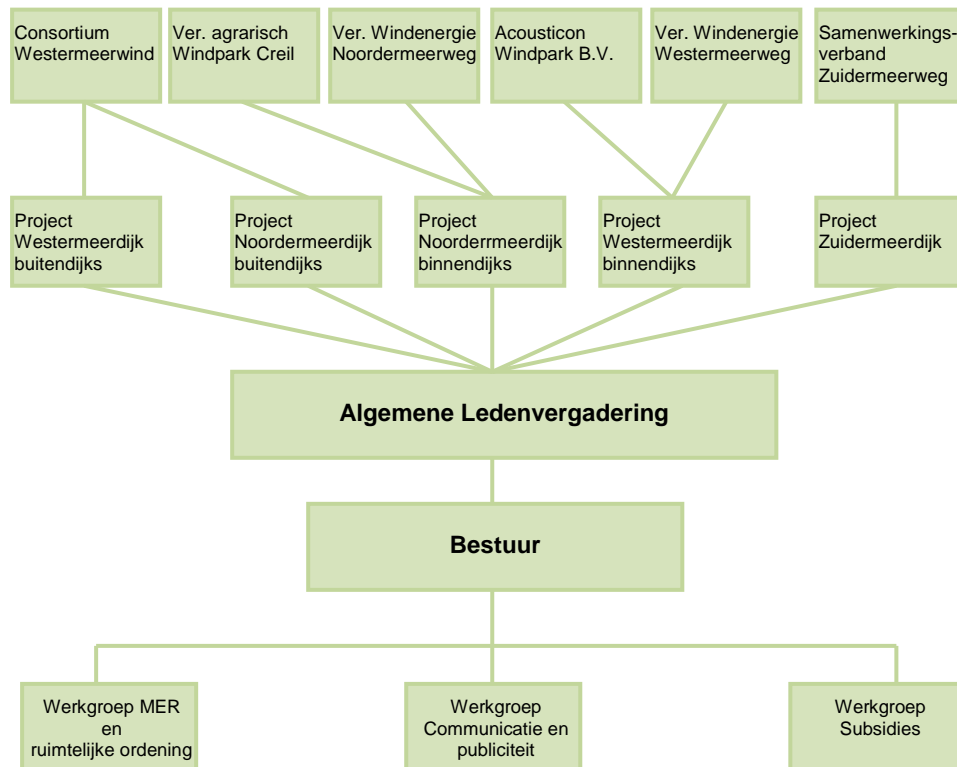 Consortium
Westermeerwind
Ver. agrarisch
Windpark Creil
Ver. Windenergie
Noordermeerweg
Acousticon
Windpark B.V.
Ver. Windenergie
Westermeerweg
Samenwerkings-
verband
Zuidermeerweg
Project
Westermeerdijk
buitendijks
Project
Noordermeerdijk
buitendijks
Project
Noorderrmeerdijk
binnendijks
Project
Westermeerdijk
binnendijks
Project
Zuidermeerdijk
Algemene Ledenvergadering
Bestuur
Werkgroep MER
en
ruimtelijke ordening
Werkgroep
Communicatie en
publiciteit
Werkgroep
Subsidies